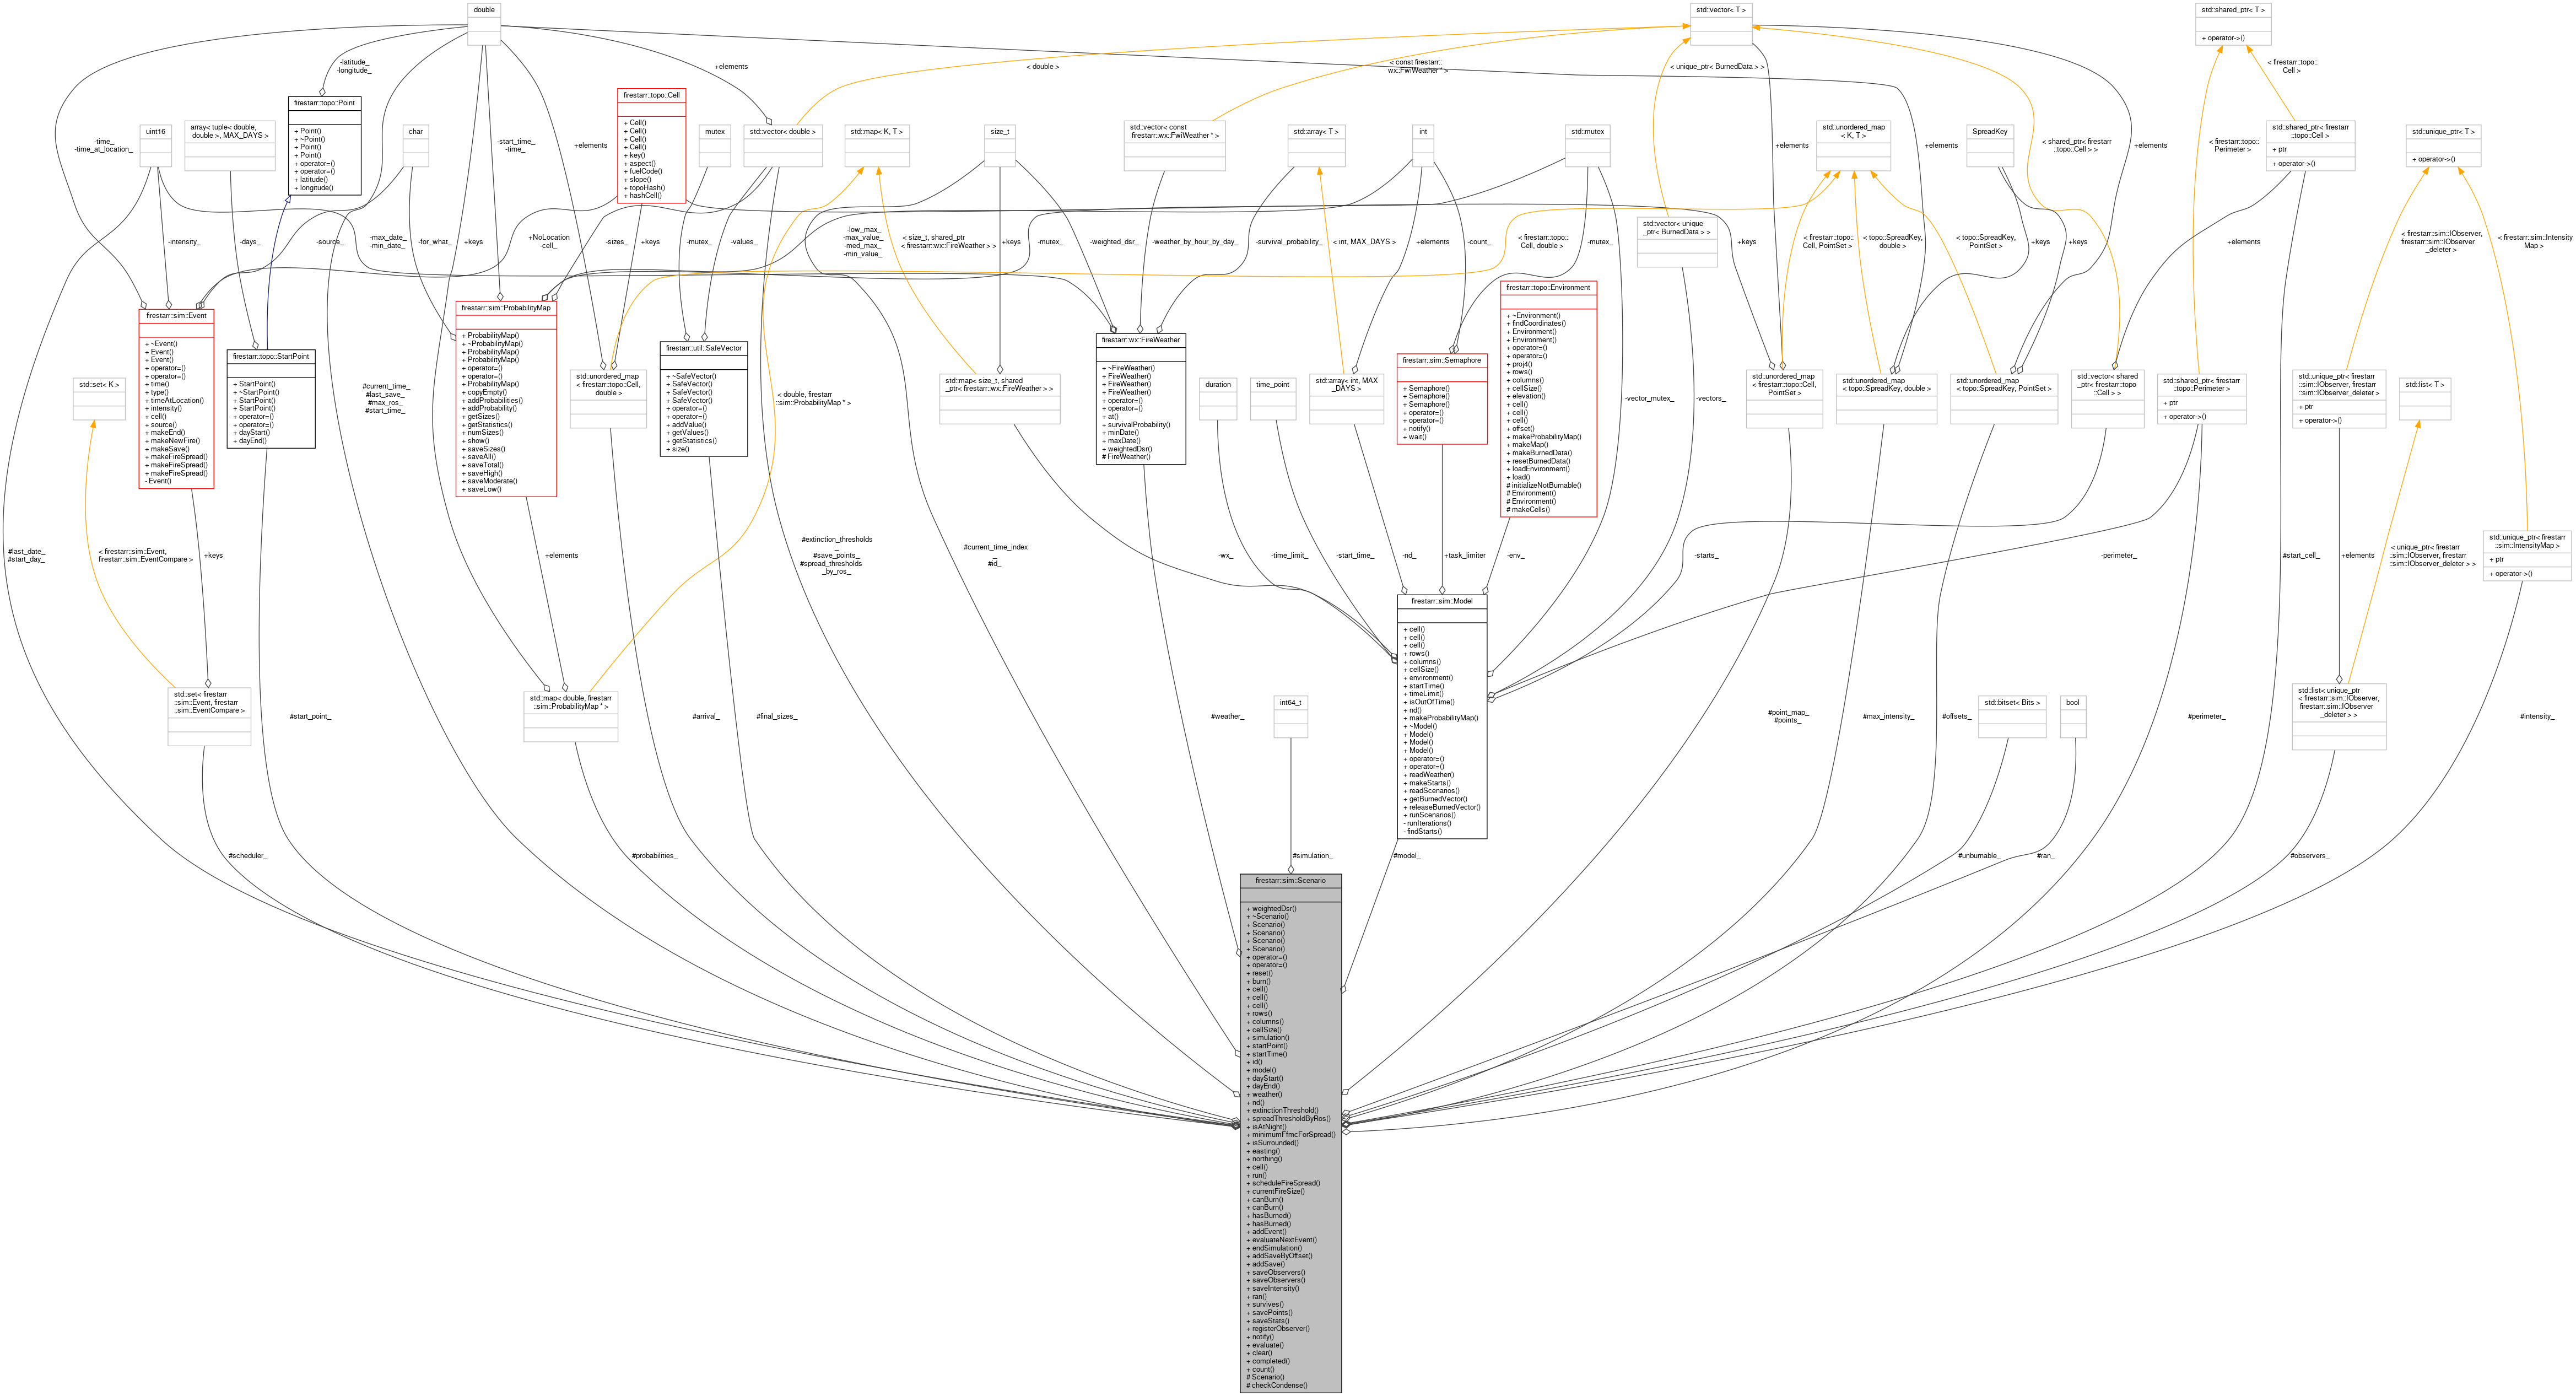 double
std::vector< T >
std::shared_ptr< T >
+ operator->()
-latitude_
-longitude_
+elements
< double >
< const firestarr::
wx::FwiWeather * >
< unique_ptr< BurnedData > >
< firestarr::topo::
Cell >
firestarr::topo::Point
+ Point()
+ ~Point()
+ Point()
+ Point()
+ operator=()
+ operator=()
+ latitude()
+ longitude()
firestarr::topo::Cell
+ Cell()
+ Cell()
+ Cell()
+ Cell()
+ key()
+ aspect()
+ fuelCode()
+ slope()
+ topoHash()
+ hashCell()
uint16
array< tuple< double,
double >, MAX_DAYS >
char
mutex
std::vector< double >
std::map< K, T >
size_t
std::vector< const
firestarr::wx::FwiWeather * >
std::array< T >
int
std::mutex
std::unordered_map
< K, T >
SpreadKey
std::shared_ptr< firestarr
::topo::Cell >
+ ptr
+ operator->()
std::unique_ptr< T >
+ operator->()
-time_
-time_at_location_
-start_time_
-time_
+elements
+elements
+elements
< shared_ptr< firestarr
::topo::Cell > >
+elements
< firestarr::topo::
Perimeter >
-intensity_
-days_
-source_
-max_date_
-min_date_
-for_what_
+keys
+NoLocation
-cell_
-sizes_
+keys
-mutex_
-values_
-low_max_
-max_value_
-med_max_
-min_value_
< size_t, shared_ptr
< firestarr::wx::FireWeather > >
+keys
-mutex_
-weighted_dsr_
-weather_by_hour_by_day_
-survival_probability_
< int, MAX_DAYS >
+elements
-count_
< firestarr::topo::
Cell, double >
-mutex_
std::vector< unique
_ptr< BurnedData > >
+keys
< firestarr::topo::
Cell, PointSet >
< topo::SpreadKey,
double >
< topo::SpreadKey,
PointSet >
+keys
+keys
+elements
< firestarr::sim::IObserver,
firestarr::sim::IObserver
_deleter >
< firestarr::sim::Intensity
Map >
firestarr::sim::Event
+ ~Event()
+ Event()
+ Event()
+ operator=()
+ operator=()
+ time()
+ type()
+ timeAtLocation()
+ intensity()
+ cell()
+ source()
+ makeEnd()
+ makeNewFire()
+ makeSave()
+ makeFireSpread()
+ makeFireSpread()
+ makeFireSpread()
- Event()
firestarr::topo::StartPoint
+ StartPoint()
+ ~StartPoint()
+ StartPoint()
+ StartPoint()
+ operator=()
+ operator=()
+ dayStart()
+ dayEnd()
firestarr::sim::ProbabilityMap
+ ProbabilityMap()
+ ~ProbabilityMap()
+ ProbabilityMap()
+ ProbabilityMap()
+ operator=()
+ operator=()
+ ProbabilityMap()
+ copyEmpty()
+ addProbabilities()
+ addProbability()
+ getSizes()
+ getStatistics()
+ numSizes()
+ show()
+ saveSizes()
+ saveAll()
+ saveTotal()
+ saveHigh()
+ saveModerate()
+ saveLow()
firestarr::util::SafeVector
+ ~SafeVector()
+ SafeVector()
+ SafeVector()
+ SafeVector()
+ operator=()
+ operator=()
+ addValue()
+ getValues()
+ getStatistics()
+ size()
firestarr::wx::FireWeather
+ ~FireWeather()
+ FireWeather()
+ FireWeather()
+ FireWeather()
+ operator=()
+ operator=()
+ at()
+ survivalProbability()
+ minDate()
+ maxDate()
+ weightedDsr()
# FireWeather()
firestarr::sim::Semaphore
+ Semaphore()
+ Semaphore()
+ Semaphore()
+ operator=()
+ operator=()
+ notify()
+ wait()
firestarr::topo::Environment
+ ~Environment()
+ findCoordinates()
+ Environment()
+ Environment()
+ operator=()
+ operator=()
+ proj4()
+ rows()
+ columns()
+ cellSize()
+ elevation()
+ cell()
+ cell()
+ cell()
+ offset()
+ makeProbabilityMap()
+ makeMap()
+ makeBurnedData()
+ resetBurnedData()
+ loadEnvironment()
+ load()
# initializeNotBurnable()
# Environment()
# Environment()
# makeCells()
std::set< K >
std::unordered_map
< firestarr::topo::Cell,
double >
std::map< size_t, shared
_ptr< firestarr::wx::FireWeather > >
duration
time_point
std::array< int, MAX
_DAYS >
std::unordered_map
< firestarr::topo::Cell,
PointSet >
std::unordered_map
< topo::SpreadKey, double >
std::unordered_map
< topo::SpreadKey, PointSet >
std::vector< shared
_ptr< firestarr::topo
::Cell > >
std::shared_ptr< firestarr
::topo::Perimeter >
+ ptr
+ operator->()
std::unique_ptr< firestarr
::sim::IObserver, firestarr
::sim::IObserver_deleter >
+ ptr
+ operator->()
std::list< T >
#current_time_
#last_save_
#max_ros_
#start_time_
< double, firestarr
::sim::ProbabilityMap * >
-vector_mutex_
-vectors_
#last_date_
#start_day_
< firestarr::sim::Event,
firestarr::sim::EventCompare >
+keys
+elements
#extinction_thresholds
_
#save_points_
#spread_thresholds
_by_ros_
#current_time_index
_
#id_
-wx_
-time_limit_
-start_time_
-nd_
+task_limiter
-env_
-starts_
-perimeter_
#start_cell_
+elements
< unique_ptr< firestarr
::sim::IObserver, firestarr
::sim::IObserver_deleter > >
std::unique_ptr< firestarr
::sim::IntensityMap >
+ ptr
+ operator->()
firestarr::sim::Model
+ cell()
+ cell()
+ cell()
+ rows()
+ columns()
+ cellSize()
+ environment()
+ startTime()
+ timeLimit()
+ isOutOfTime()
+ nd()
+ makeProbabilityMap()
+ ~Model()
+ Model()
+ Model()
+ Model()
+ operator=()
+ operator=()
+ readWeather()
+ makeStarts()
+ readScenarios()
+ getBurnedVector()
+ releaseBurnedVector()
+ runScenarios()
- runIterations()
- findStarts()
std::set< firestarr
::sim::Event, firestarr
::sim::EventCompare >
#start_point_
std::map< double, firestarr
::sim::ProbabilityMap * >
#arrival_
#final_sizes_
#weather_
int64_t
#point_map_
#points_
#max_intensity_
#offsets_
std::bitset< Bits >
bool
#perimeter_
std::list< unique_ptr
< firestarr::sim::IObserver,
firestarr::sim::IObserver
_deleter > >
#intensity_
#scheduler_
#probabilities_
#simulation_
#model_
#unburnable_
#ran_
#observers_
firestarr::sim::Scenario
+ weightedDsr()
+ ~Scenario()
+ Scenario()
+ Scenario()
+ Scenario()
+ Scenario()
+ operator=()
+ operator=()
+ reset()
+ burn()
+ cell()
+ cell()
+ cell()
+ rows()
+ columns()
+ cellSize()
+ simulation()
+ startPoint()
+ startTime()
+ id()
+ model()
+ dayStart()
+ dayEnd()
+ weather()
+ nd()
+ extinctionThreshold()
+ spreadThresholdByRos()
+ isAtNight()
+ minimumFfmcForSpread()
+ isSurrounded()
+ easting()
+ northing()
+ cell()
+ run()
+ scheduleFireSpread()
+ currentFireSize()
+ canBurn()
+ canBurn()
+ hasBurned()
+ hasBurned()
+ addEvent()
+ evaluateNextEvent()
+ endSimulation()
+ addSaveByOffset()
+ addSave()
+ saveObservers()
+ saveObservers()
+ saveIntensity()
+ ran()
+ survives()
+ savePoints()
+ saveStats()
+ registerObserver()
+ notify()
+ evaluate()
+ clear()
+ completed()
+ count()
# Scenario()
# checkCondense()